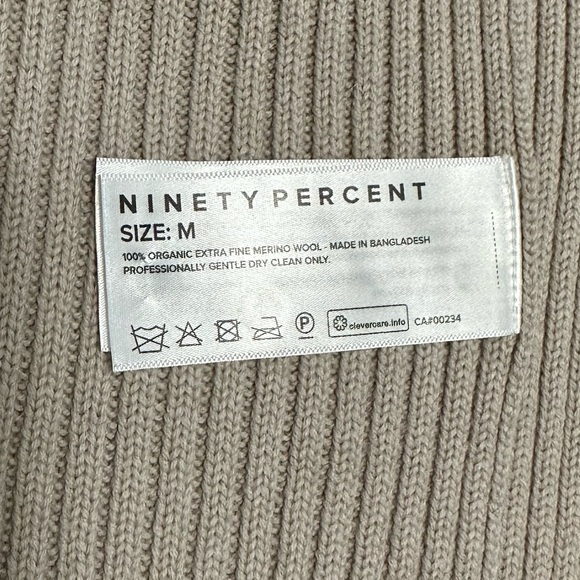 NINETY PERCENT
SIZE: M
100% ORGANIC EXTRA FINE MERINO WOOL - MADE IN BANGLADESH
PROFESSIONALLY GENTLE DRY CLEAN ONLY.
P clevercare.info CA#00234